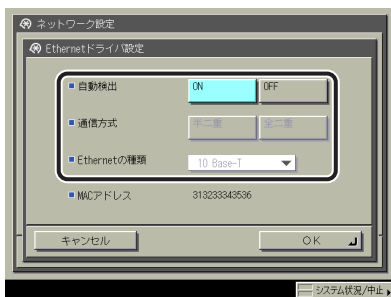 ネットワーク設定
Ethernetドライバ設定
自動検出 ON OFF
通信方式 半二重 全二重
Ethernetの種類 10 Base-T
MACアドレス 313233343536
キャンセル OK
システム状況/中止